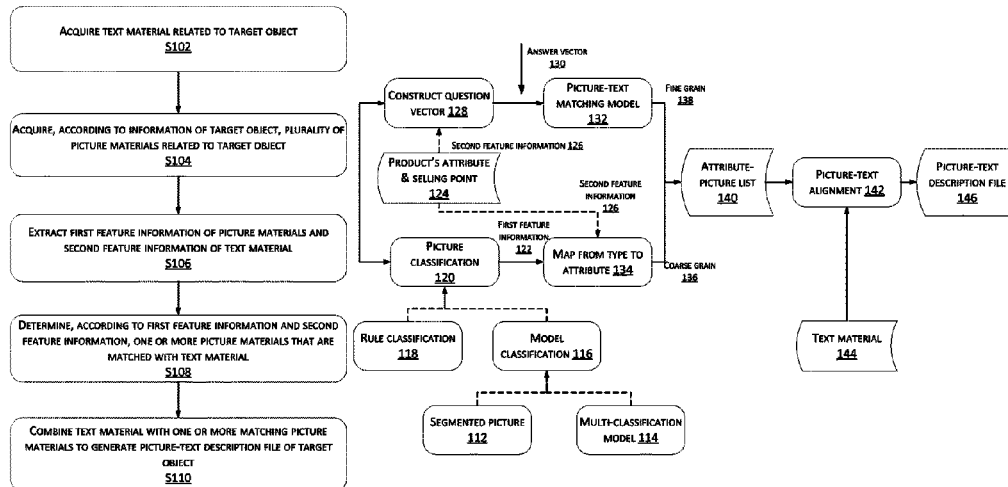 ACQUIRE TEXT MATERIAL RELATED TO TARGET OBJECT
S102
ACQUIRE, ACCORDING TO INFORMATION OF TARGET OBJECT, PLURALITY OF
PICTURE MATERIALS RELATED TO TARGET OBJECT
S104
EXTRACT FIRST FEATURE INFORMATION OF PICTURE MATERIALS AND
SECOND FEATURE INFORMATION OF TEXT MATERIAL
S106
DETERMINE, ACCORDING TO FIRST FEATURE INFORMATION AND SECOND
FEATURE INFORMATION, ONE OR MORE PICTURE MATERIALS THAT ARE
MATCHED WITH TEXT MATERIAL
S108
COMBINE TEXT MATERIAL WITH ONE OR MORE MATCHING PICTURE
MATERIALS TO GENERATE PICTURE-TEXT DESCRIPTION FILE OF TARGET
OBJECT
S110
ANSWER VECTOR
130
CONSTRUCT QUESTION
VECTOR 128
PICTURE-TEXT
MATCHING MODEL
132
FINE GRAIN
138
SECOND FEATURE INFORMATION 126
PRODUCT'S ATTRIBUTE
& SELLING POINT
124
SECOND FEATURE
INFORMATION
126
FIRST FEATURE
INFORMATION
122
PICTURE
CLASSIFICATION
120
MAP FROM TYPE TO
ATTRIBUTE 134
COARSE GRAIN
136
ATTRIBUTE-
PICTURE LIST
140
PICTURE-TEXT
ALIGNMENT 142
PICTURE-TEXT
DESCRIPTION FILE
146
RULE CLASSIFICATION
118
MODEL
CLASSIFICATION 116
TEXT MATERIAL
144
SEGMENTED PICTURE
112
MULTI-CLASSIFICATION
MODEL 114